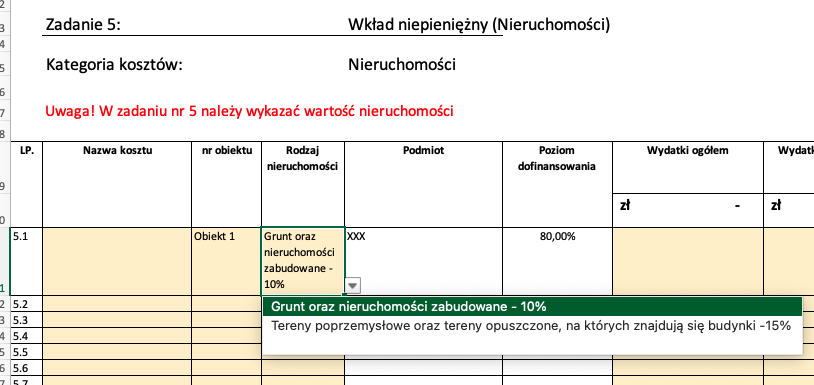 Zadanie 5: Wkład niepieniężny (Nieruchomości)
Kategoria kosztów: Nieruchomości
Uwaga! W zadaniu nr 5 należy wykazać wartość nieruchomości
LP. Nazwa kosztu nr obiektu Rodzaj nieruchomości Podmiot Poziom dofinansowania Wydatki ogółem
zł - zł
5.1 Obiekt 1 Grunt oraz nieruchomości zabudowane - 10% XXX 80,00%
5.2
Grunt oraz nieruchomości zabudowane - 10%
5.3
Tereny poprzemysłowe oraz tereny opuszczone, na których znajdują się budynki -15%
5.4
5.5
5.6